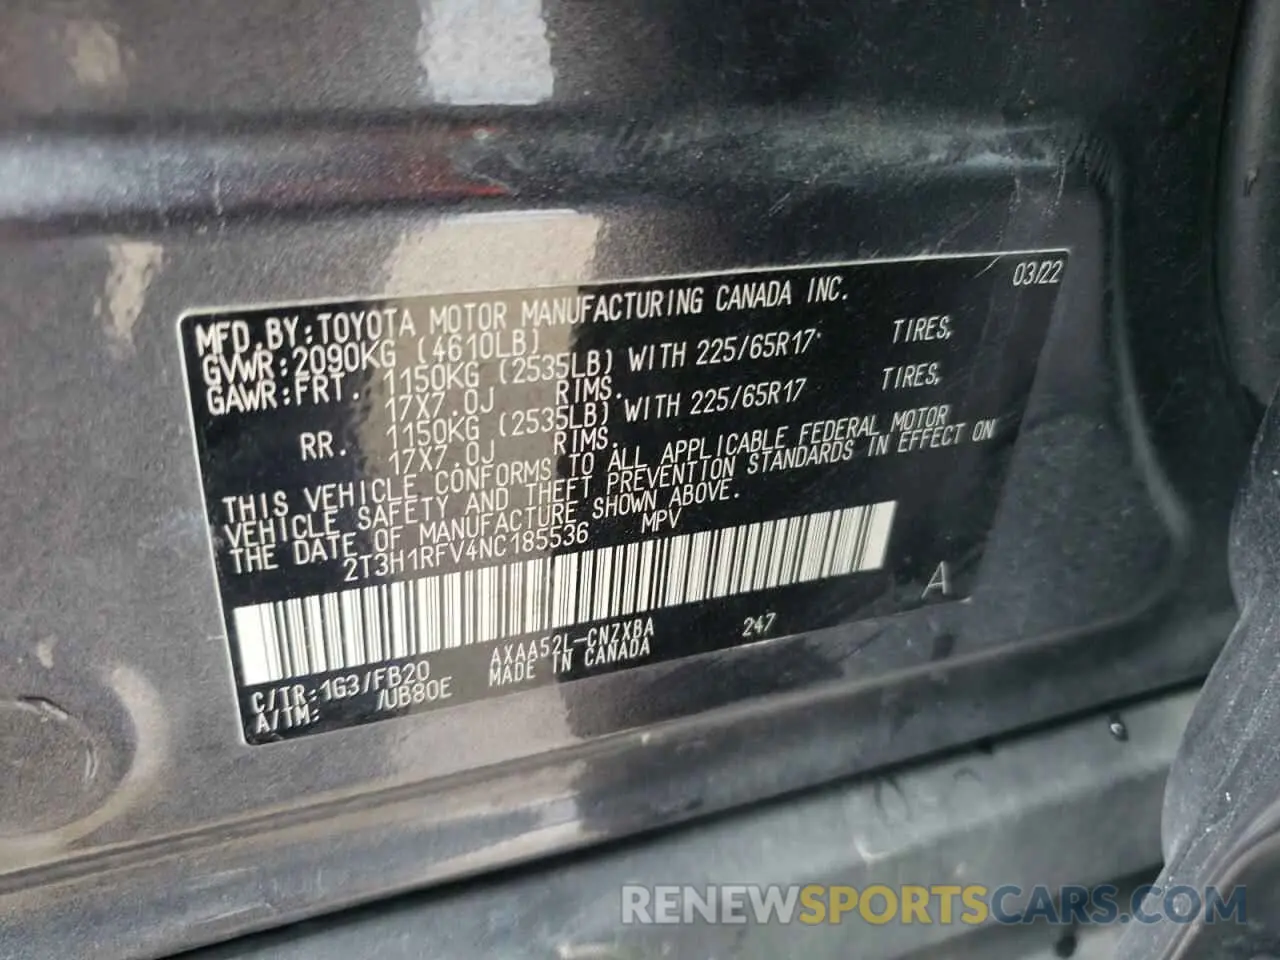 MFD.BY:TOYOTA MOTOR MANUFACTURING CANADA INC. 03/22
GVWR:2090KG (4610LB)
GAWR:FRT. 1150KG (2535LB) WITH 225/65R17 TIRES,
17X7.0J RIMS.
RR. 1150KG (2535LB) WITH 225/65R17 TIRES,
17X7.0J RIMS.
THIS VEHICLE CONFORMS TO ALL APPLICABLE FEDERAL MOTOR
VEHICLE SAFETY AND THEFT PREVENTION STANDARDS IN EFFECT ON
THE DATE OF MANUFACTURE SHOWN ABOVE.
2T3H1RFV4NC185536 MPV
A
C/TR:1G3/FB20 AXAA52L-CNZXBA 247
A/TM: /UB80E MADE IN CANADA
RENEWSPORTSCARS.COM